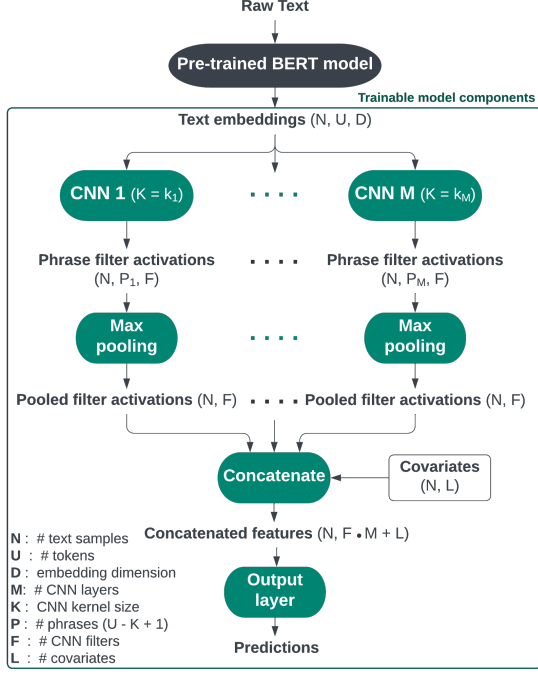 Raw Text
Pre-trained BERT model
Trainable model components
Text embeddings (N, U, D)
CNN 1 (K = k₁)
CNN M (K = k_M)
Phrase filter activations
(N, P₁, F)
Phrase filter activations
(N, P_M, F)
Max
pooling
Max
pooling
Pooled filter activations (N, F)
Pooled filter activations (N, F)
Concatenate
Covariates
(N, L)
Concatenated features (N, F • M + L)
N : # text samples
U : # tokens
D : embedding dimension
M: # CNN layers
K : CNN kernel size
P : # phrases (U - K + 1)
F : # CNN filters
L : # covariates
Output
layer
Predictions